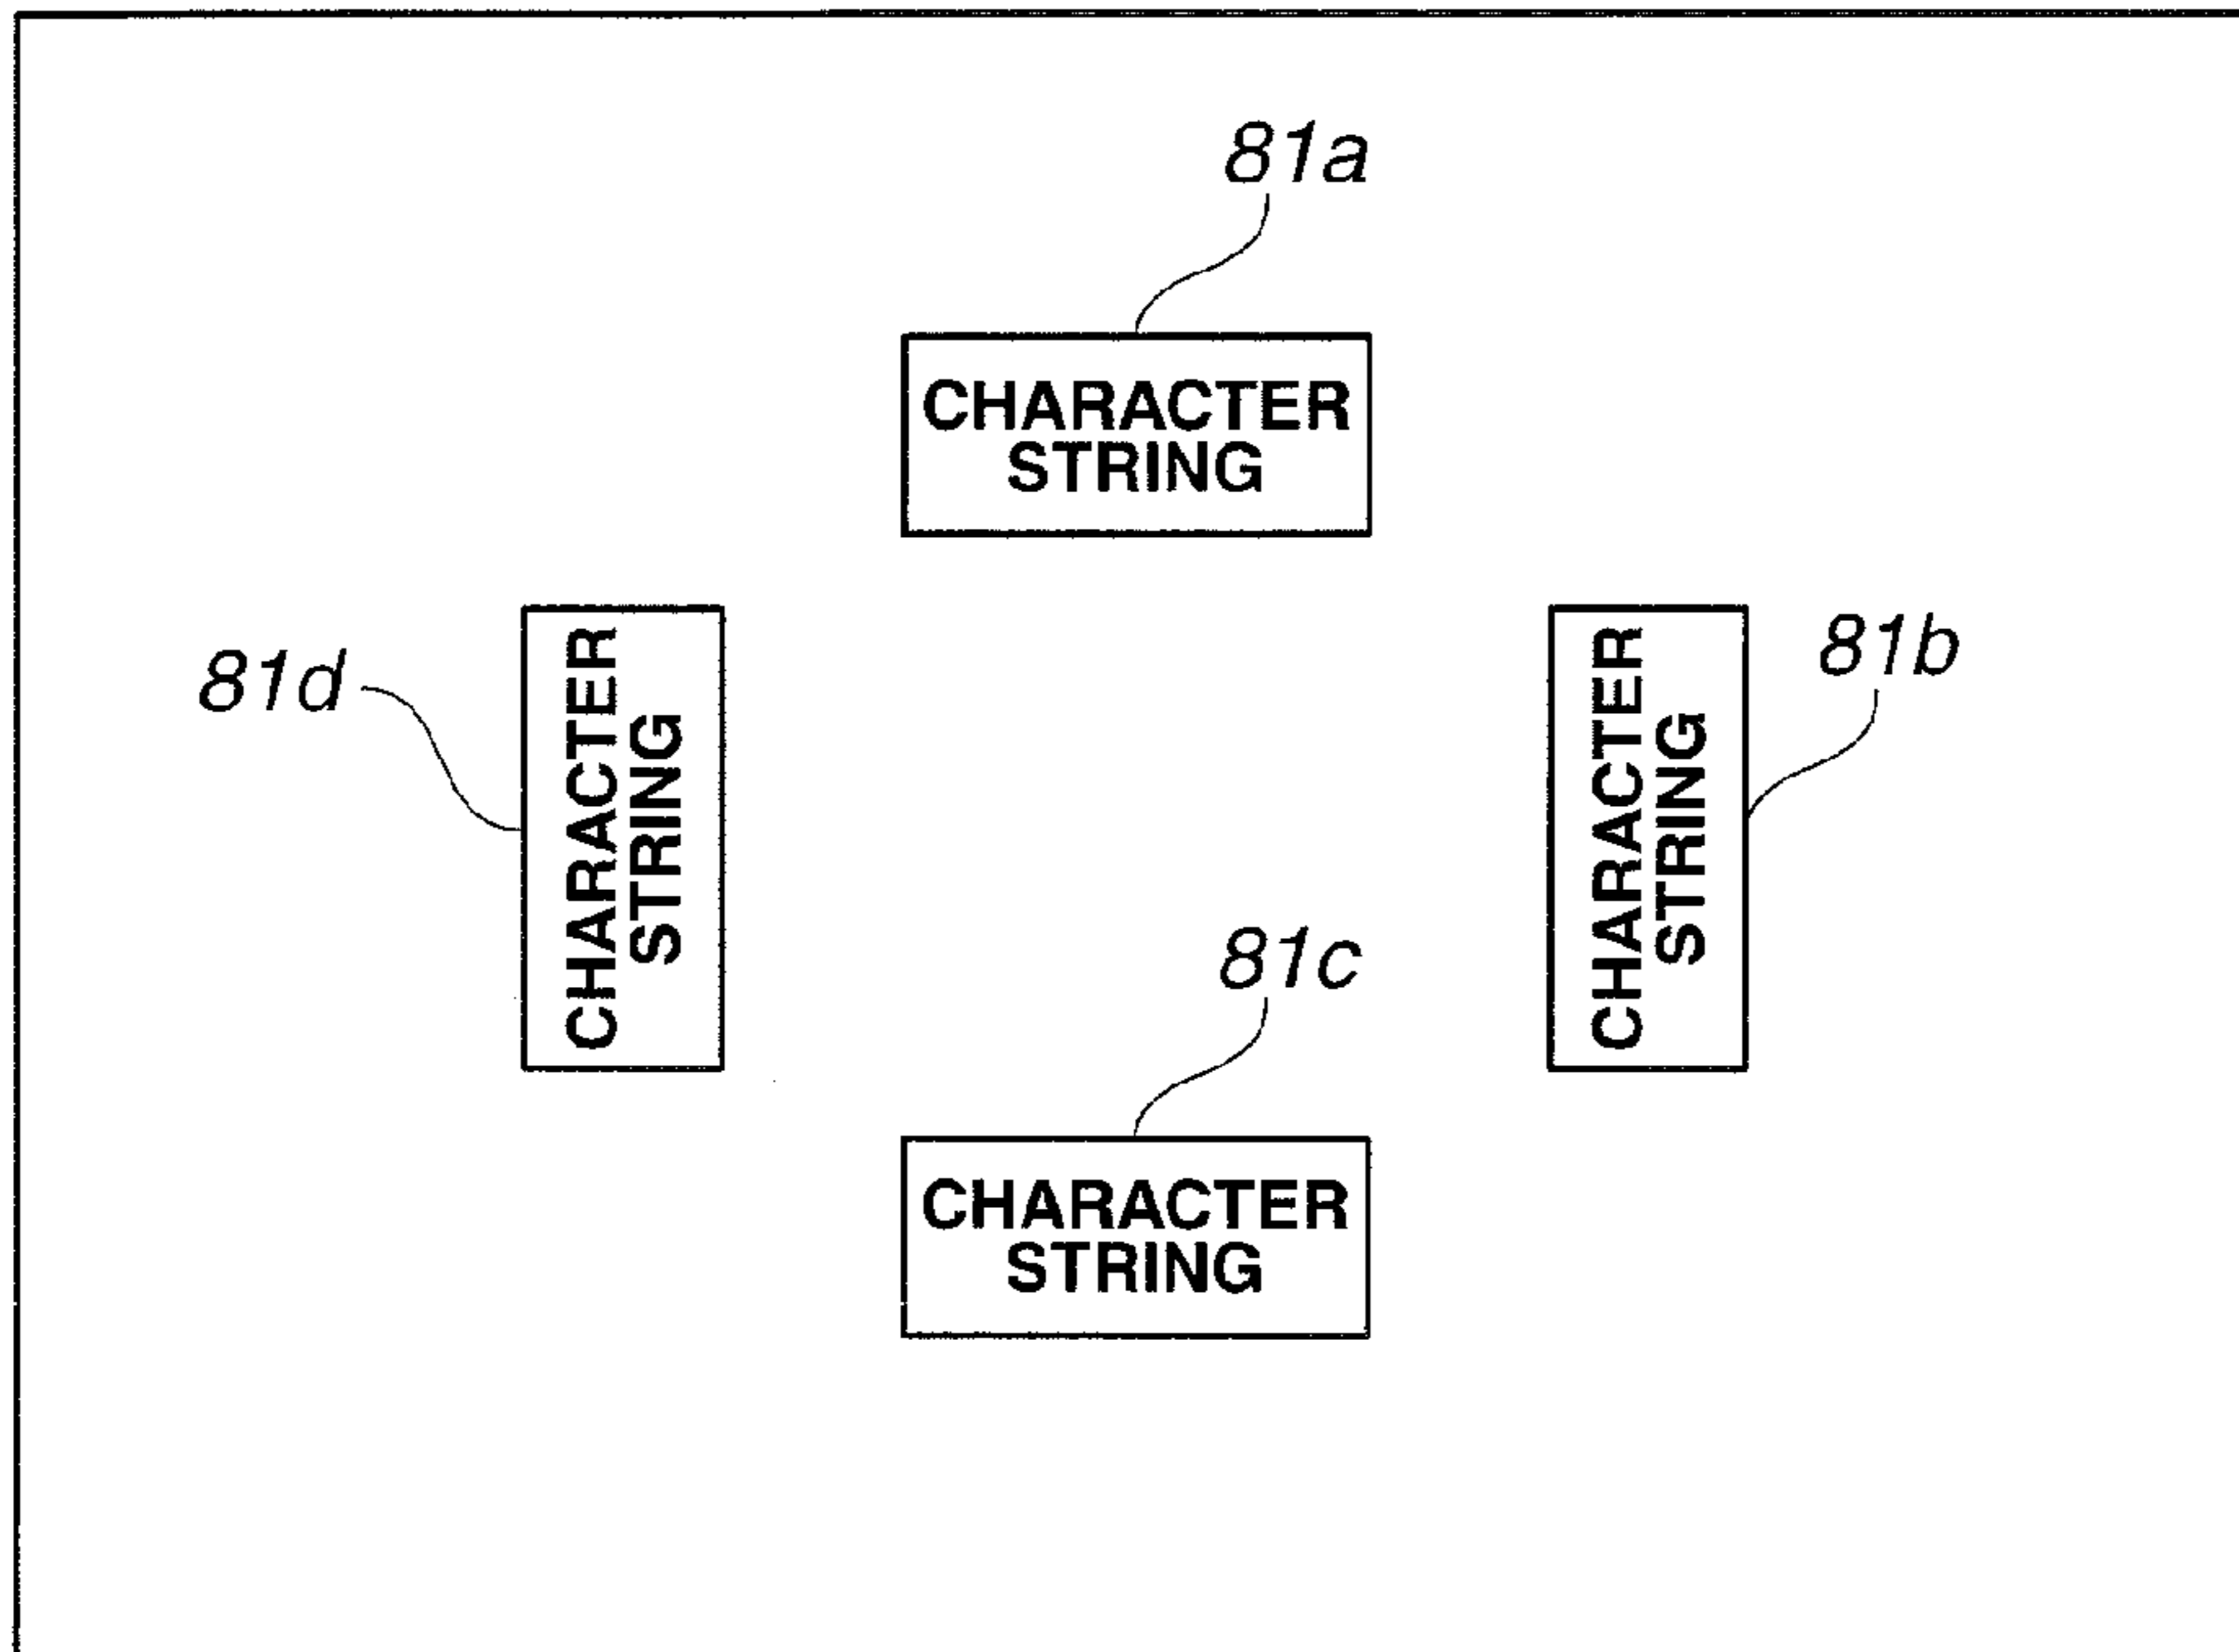 81a
CHARACTER
STRING
81d
CHARACTER
STRING
81b
CHARACTER
STRING
81c
CHARACTER
STRING